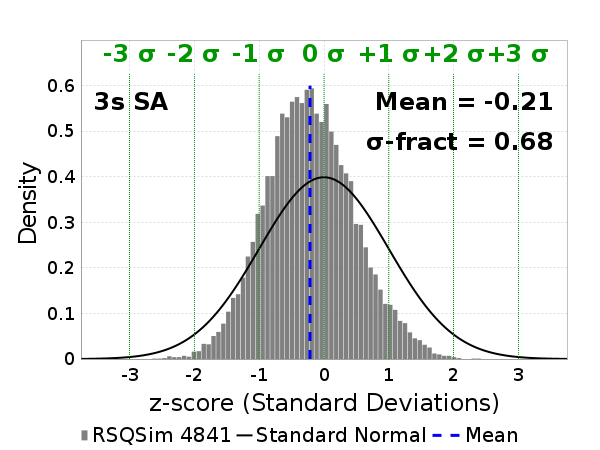 -3 σ -2 σ -1 σ 0 σ +1 σ +2 σ +3 σ
3s SA
Mean = -0.21
σ-fract = 0.68
Density
0.6
0.5
0.4
0.3
0.2
0.1
0
-3 -2 -1 0 1 2 3
z-score (Standard Deviations)
RSQSim 4841 Standard Normal Mean